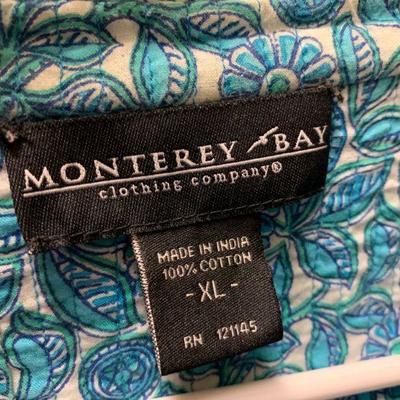 MONTEREY BAY
clothing company®
MADE IN INDIA
100% COTTON
- XL -
RN 121145